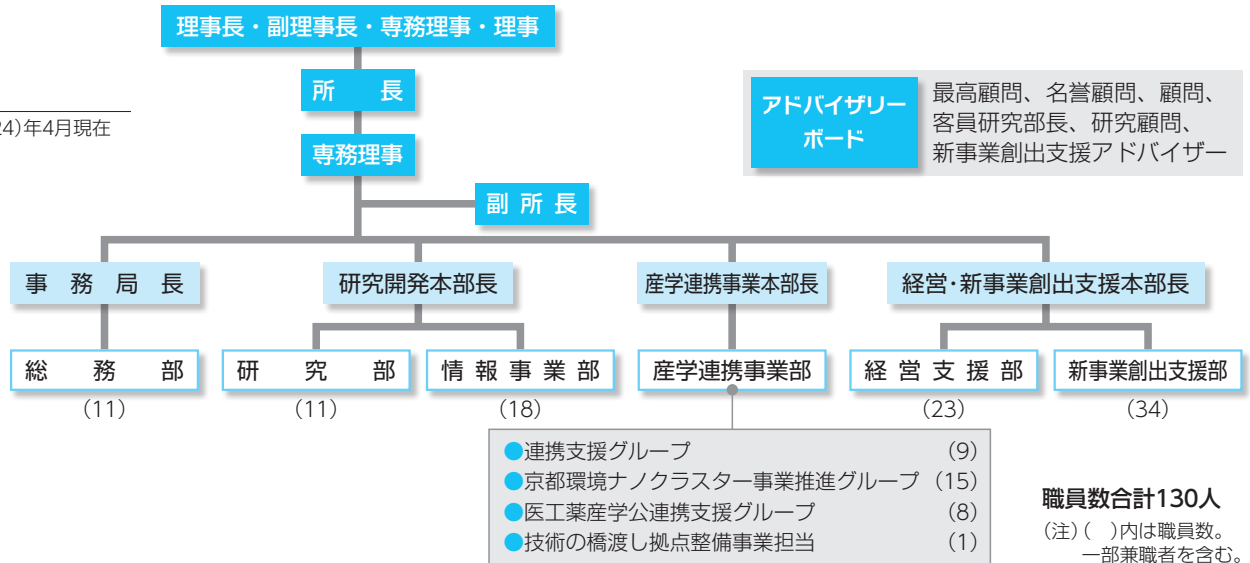 理事長・副理事長・専務理事・理事
所長
24)年4月現在
専務理事
副所長
アドバイザリー
ボード
最高顧問、名誉顧問、顧問、
客員研究部長、研究顧問、
新事業創出支援アドバイザー
事務局長
研究開発本部長
産学連携事業本部長
経営・新事業創出支援本部長
総務部
研究部
情報事業部
産学連携事業部
経営支援部
新事業創出支援部
(11)
(11)
(18)
(23)
(34)
●連携支援グループ (9)
●京都環境ナノクラスター事業推進グループ (15)
●医工薬産学公連携支援グループ (8)
●技術の橋渡し拠点整備事業担当 (1)
職員数合計130人
(注)( )内は職員数。
一部兼職者を含む。